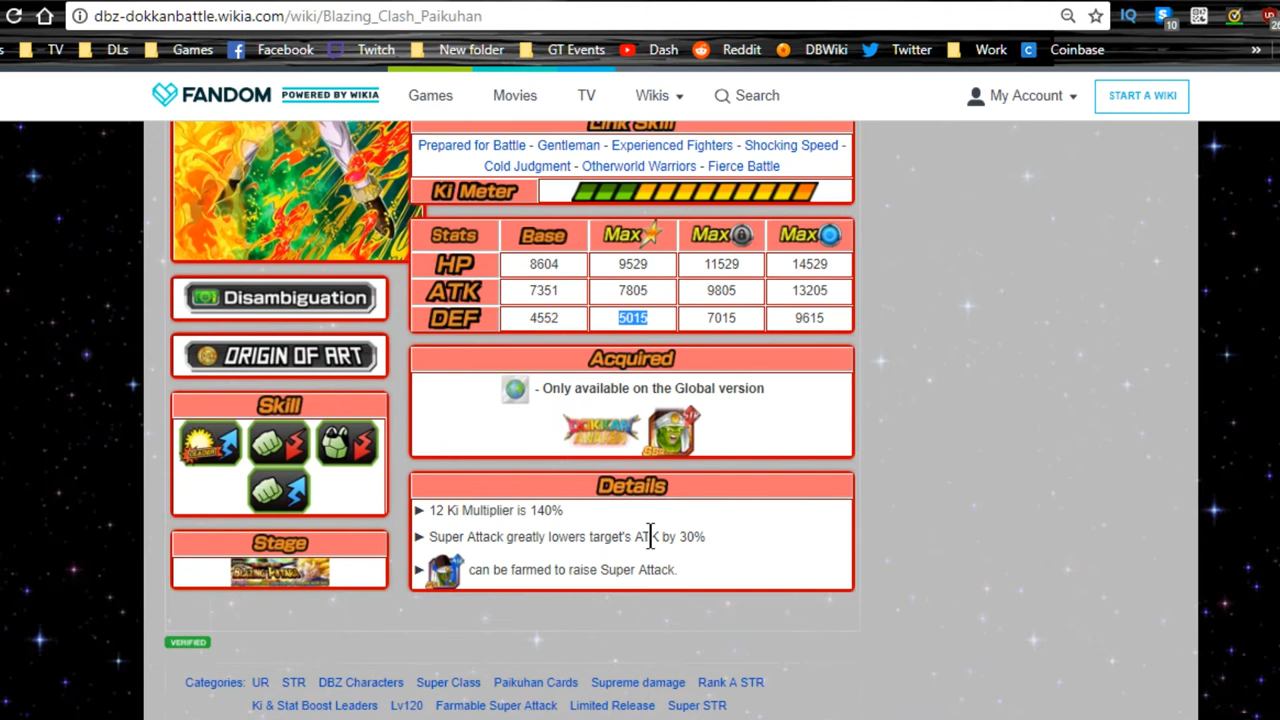 dbz-dokkanbattle.wikia.com/wiki/Blazing_Clash_Paikuhan
IQ
10
TV DLs Games Facebook Twitch New folder GT Events Dash Reddit DBWiki Twitter Work Coinbase »
FANDOM POWERED BY WIKIA Games Movies TV Wikis Search My Account START A WIKI
Link Skill
Prepared for Battle - Gentleman - Experienced Fighters - Shocking Speed -
Cold Judgment - Otherworld Warriors - Fierce Battle
Ki Meter
Stats Base Max Max Max
HP 8604 9529 11529 14529
ATK 7351 7805 9805 13205
DEF 4552 5015 7015 9615
Disambiguation
ORIGIN OF ART
Acquired
- Only available on the Global version
DOKKAN AWAKEN
SSR
Skill
Details
► 12 Ki Multiplier is 140%
► Super Attack greatly lowers target's ATK by 30%
► can be farmed to raise Super Attack.
Stage
VERIFIED
Categories: UR STR DBZ Characters Super Class Paikuhan Cards Supreme damage Rank A STR
Ki & Stat Boost Leaders Lv120 Farmable Super Attack Limited Release Super STR